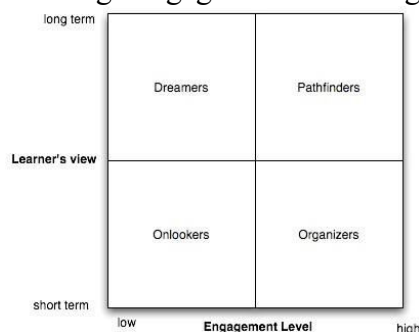 long term
Dreamers
Pathfinders
Learner's view
Onlookers
Organizers
short term
low
Engagement Level
high